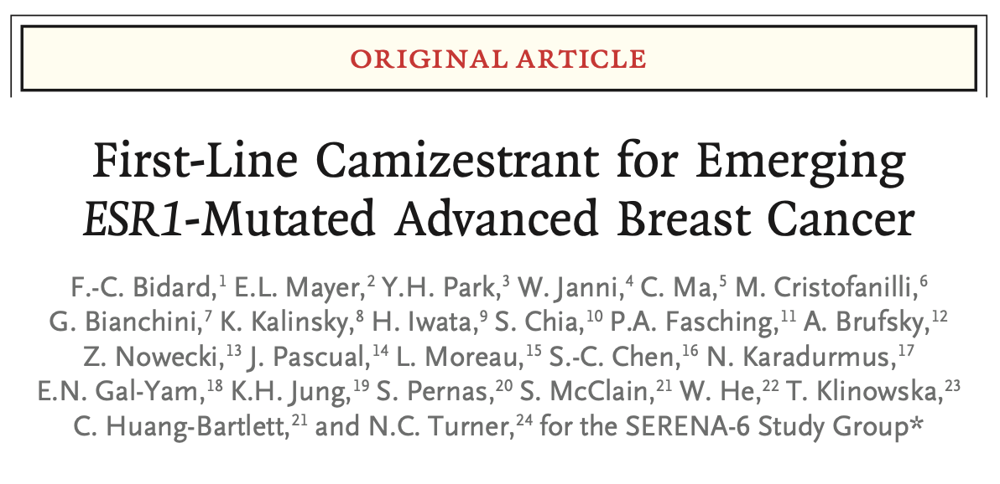 ORIGINAL ARTICLE
First-Line Camizestrant for Emerging
ESR1-Mutated Advanced Breast Cancer
F.-C. Bidard,1 E.L. Mayer,2 Y.H. Park,3 W. Janni,4 C. Ma,5 M. Cristofanilli,6
G. Bianchini,7 K. Kalinsky,8 H. Iwata,9 S. Chia,10 P.A. Fasching,11 A. Brufsky,12
Z. Nowecki,13 J. Pascual,14 L. Moreau,15 S.-C. Chen,16 N. Karadurmus,17
E.N. Gal-Yam,18 K.H. Jung,19 S. Pernas,20 S. McClain,21 W. He,22 T. Klinowska,23
C. Huang-Bartlett,21 and N.C. Turner,24 for the SERENA-6 Study Group*